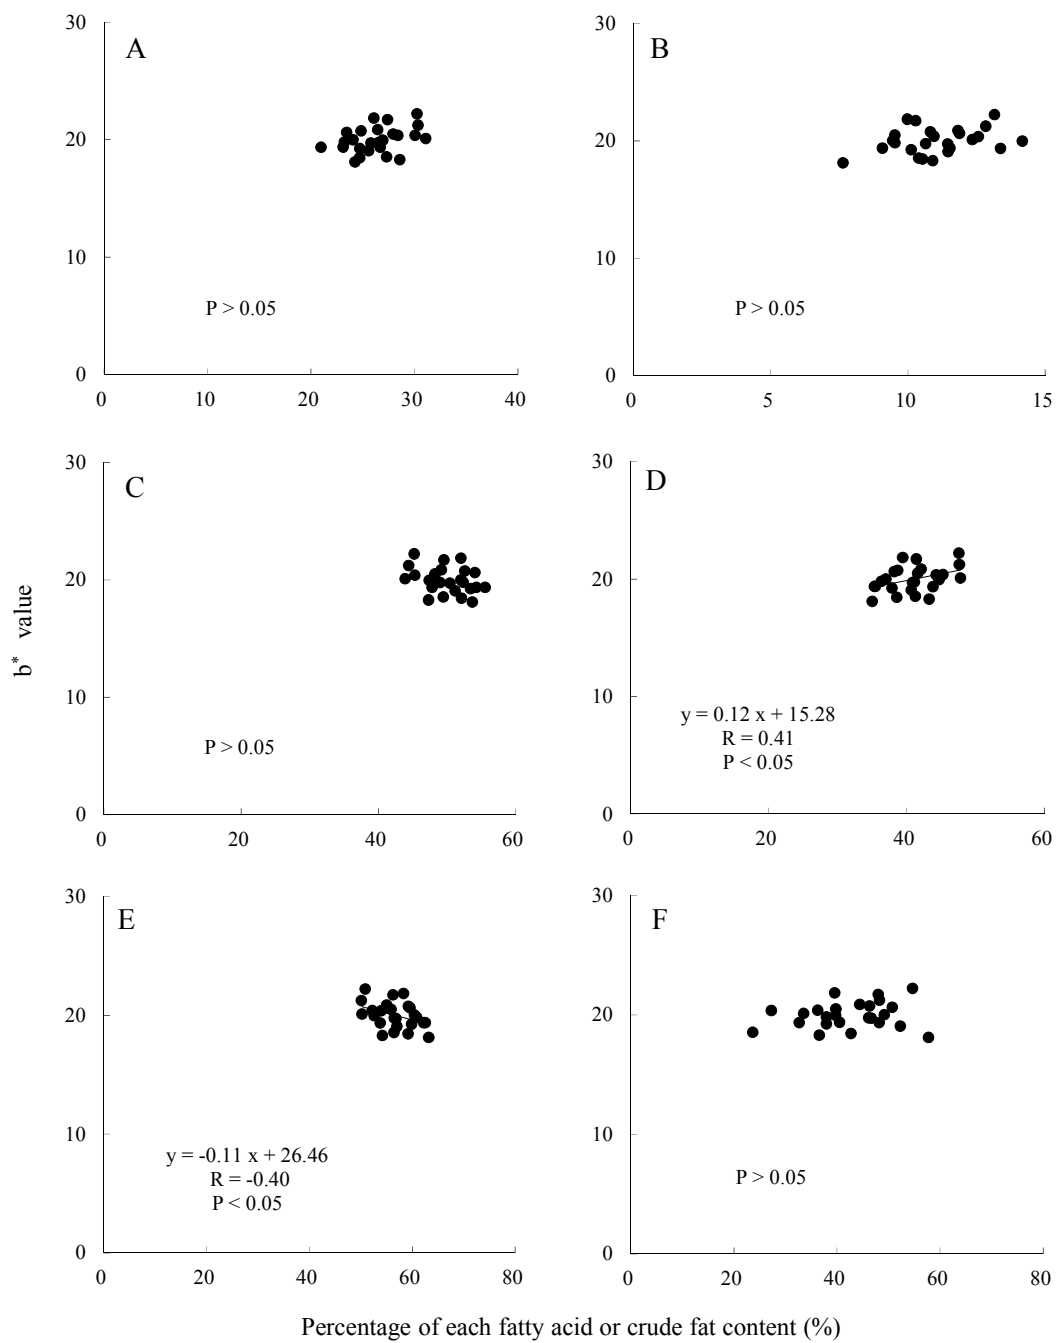 30
A
20
10
P > 0.05
0
0
10
20
30
40
30
B
20
10
P > 0.05
0
0
5
10
15
30
C
20
10
P > 0.05
0
0
20
40
60
30
D
20
10
y = 0.12 x + 15.28
R = 0.41
P < 0.05
0
0
20
40
60
b* value
30
E
20
10
y = -0.11 x + 26.46
R = -0.40
P < 0.05
0
0
20
40
60
80
30
F
20
10
P > 0.05
0
0
20
40
60
80
Percentage of each fatty acid or crude fat content (%)